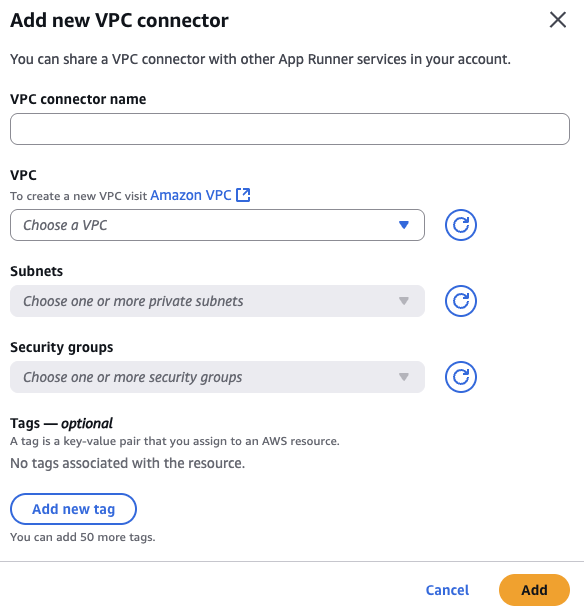 Add new VPC connector
You can share a VPC connector with other App Runner services in your account.
VPC connector name
VPC
To create a new VPC visit Amazon VPC
Choose a VPC
Subnets
Choose one or more private subnets
Security groups
Choose one or more security groups
Tags — optional
A tag is a key-value pair that you assign to an AWS resource.
No tags associated with the resource.
Add new tag
You can add 50 more tags.
Cancel Add